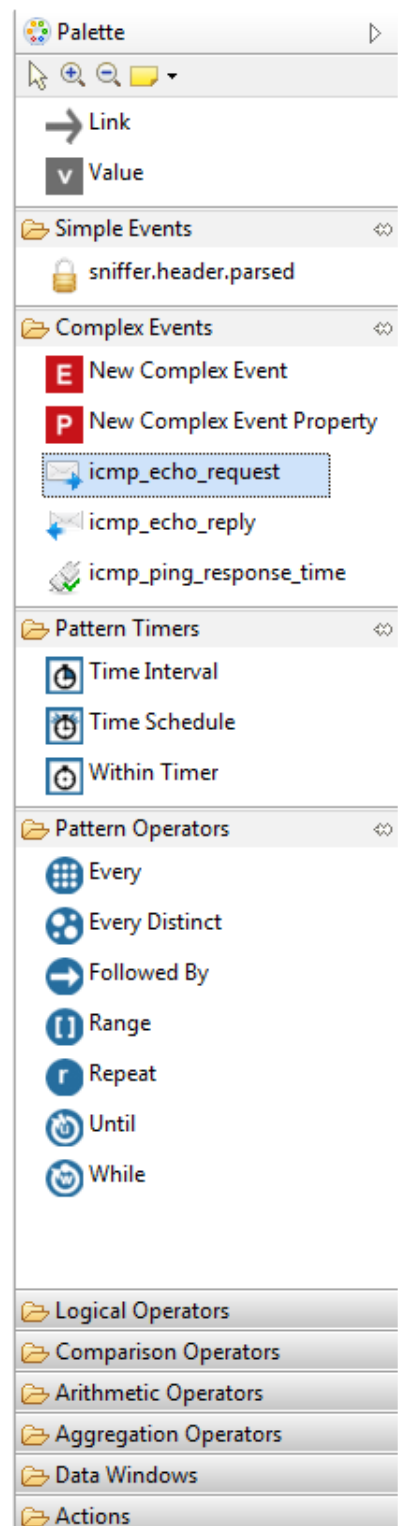 Palette
Link
V Value
Simple Events
sniffer.header.parsed
Complex Events
E New Complex Event
P New Complex Event Property
icmp_echo_request
icmp_echo_reply
icmp_ping_response_time
Pattern Timers
Time Interval
Time Schedule
Within Timer
Pattern Operators
Every
Every Distinct
Followed By
[ ] Range
r Repeat
u Until
w While
Logical Operators
Comparison Operators
Arithmetic Operators
Aggregation Operators
Data Windows
Actions